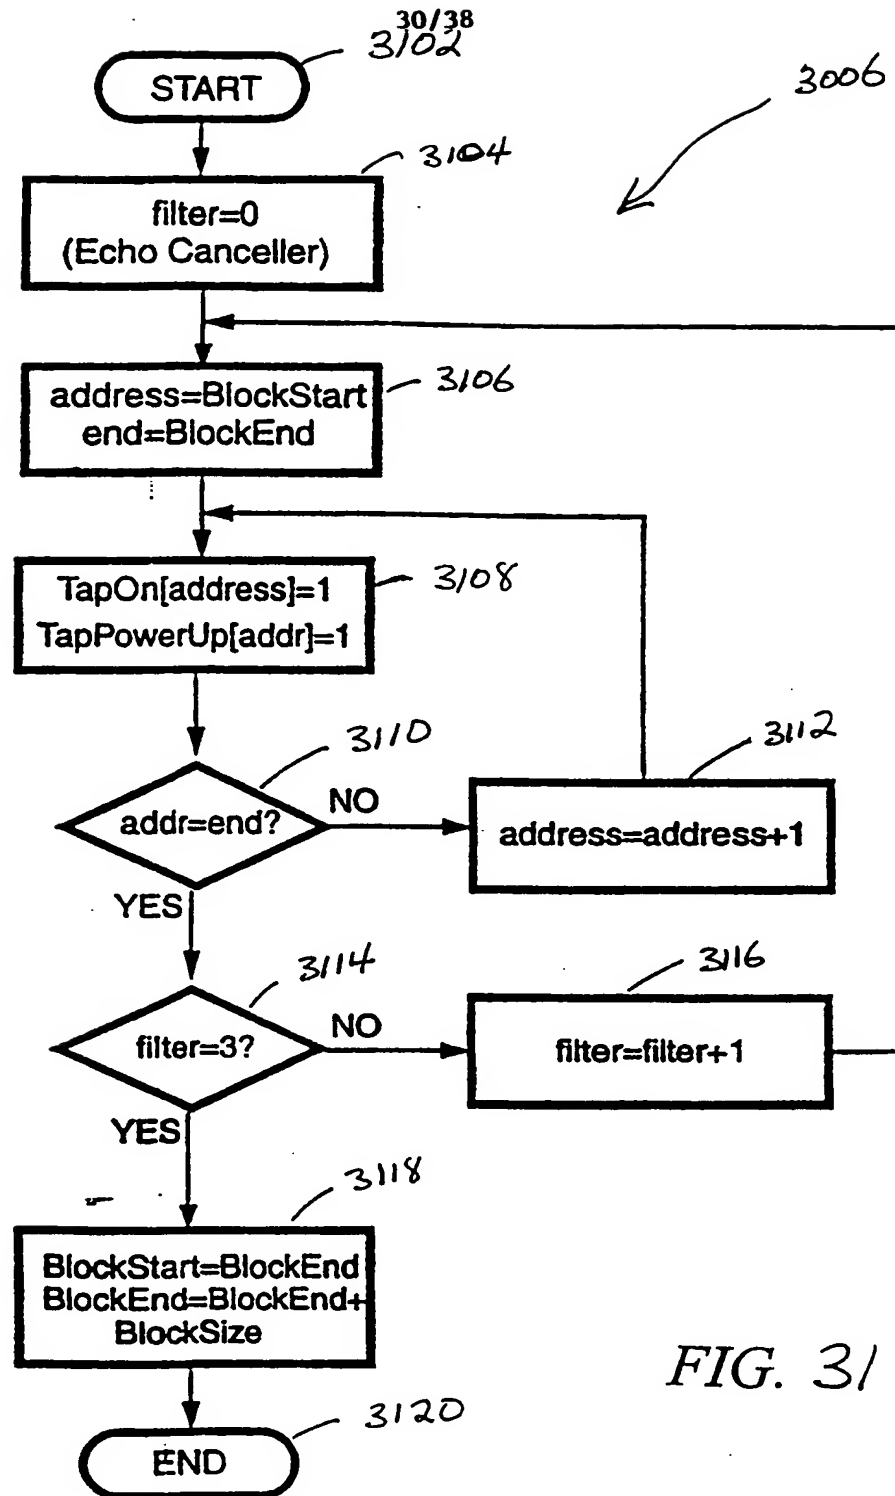 30/38
3102
START
3006
3104
filter=0
(Echo Canceller)
3106
address=BlockStart
end=BlockEnd
3108
TapOn[address]=1
TapPowerUp[addr]=1
3110
addr=end?
NO
3112
address=address+1
YES
3114
filter=3?
NO
3116
filter=filter+1
YES
3118
BlockStart=BlockEnd
BlockEnd=BlockEnd+
BlockSize
3120
END
FIG. 31